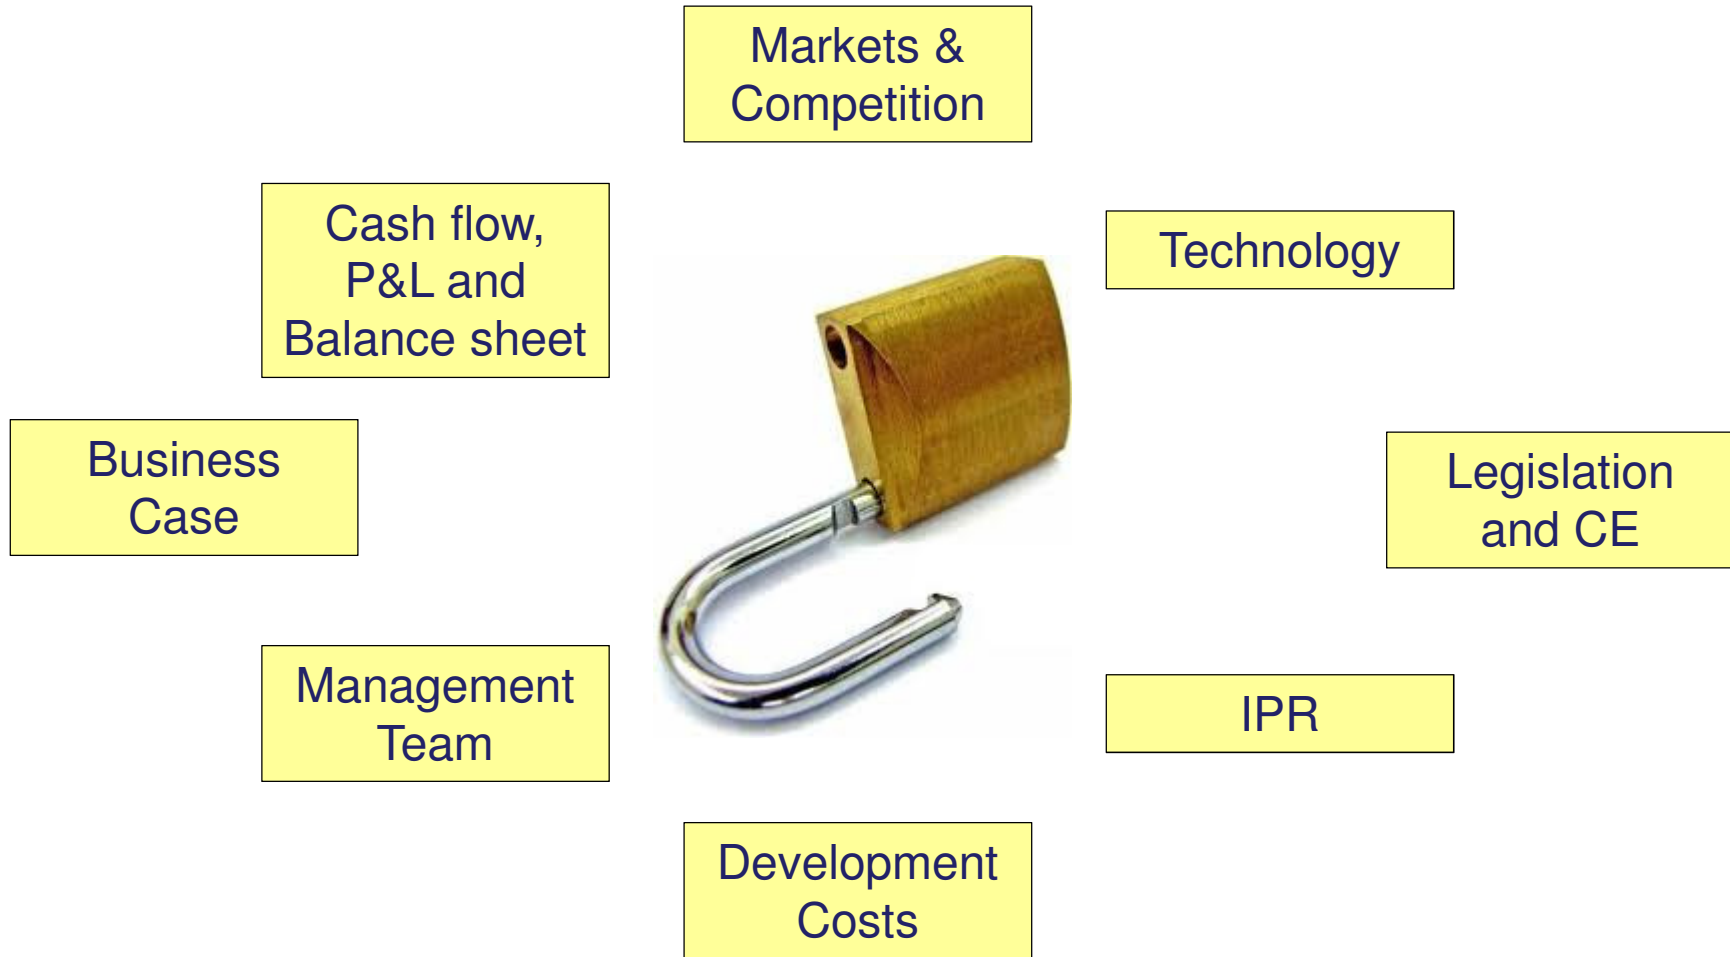 Markets &
Competition
Cash flow,
P&L and
Balance sheet
Technology
Business
Case
Legislation
and CE
Management
Team
IPR
Development
Costs